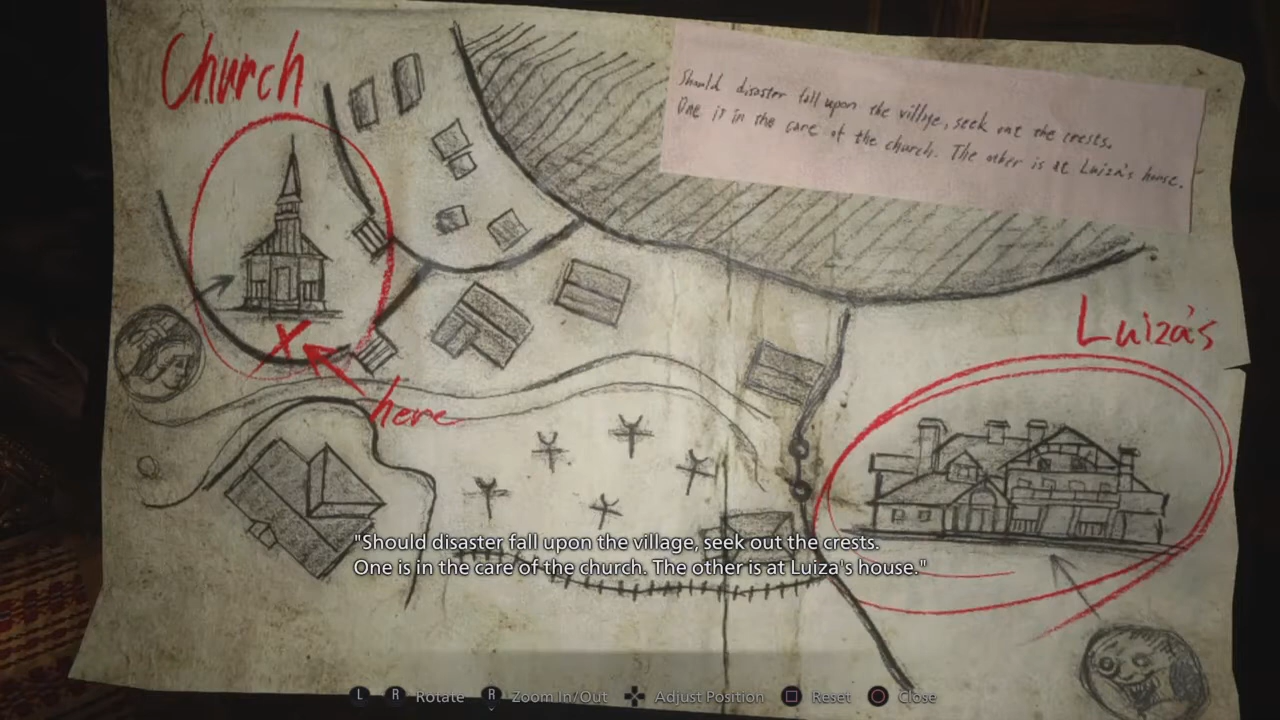 Church
Should disaster fall upon the village, seek out the crests.
One is in the care of the church. The other is at Luiza's house.
Luiza's
X
here
"Should disaster fall upon the village, seek out the crests.
One is in the care of the church. The other is at Luiza's house."
L R Rotate R Zoom In/Out Adjust Position Reset Close